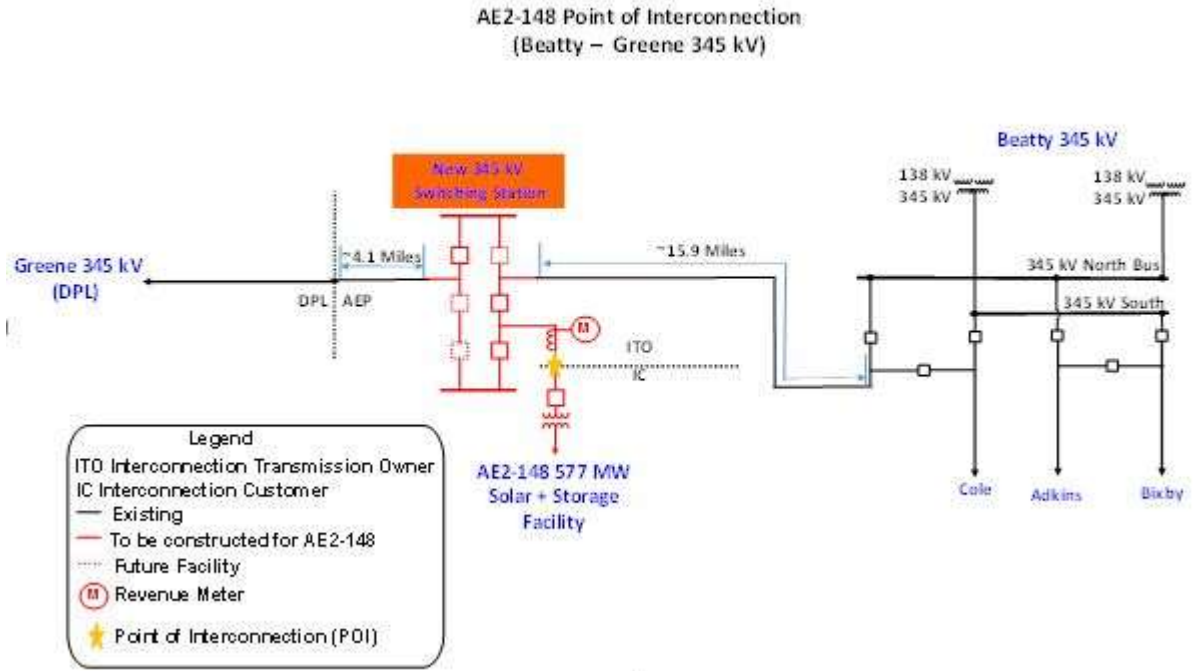 AE2-148 Point of Interconnection
(Beatty – Greene 345 kV)
Beatty 345 kV
New 345 kV
Switching Station
138 kV
345 kV
138 kV
345 kV
~4.1 Miles
~15.9 Miles
Greene 345 kV
(DPL)
345 kV North Bus
DPL AEP
345 kV South
M
ITO
IC
Legend
ITO Interconnection Transmission Owner
IC Interconnection Customer
Existing
To be constructed for AE2-148
Future Facility
M Revenue Meter
Point of Interconnection (POI)
AE2-148 577 MW
Solar + Storage
Facility
Cole
Adkins
Bixby